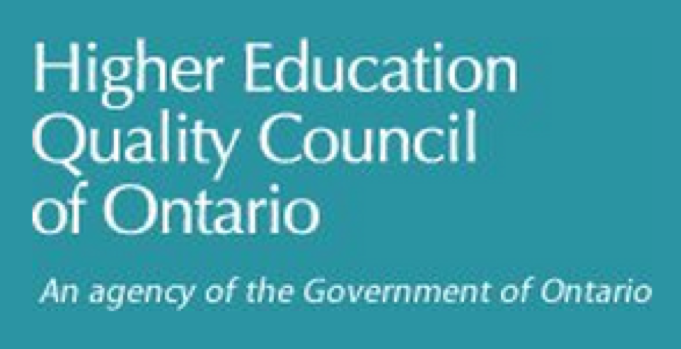 Higher Education
Quality Council
of Ontario
An agency of the Government of Ontario